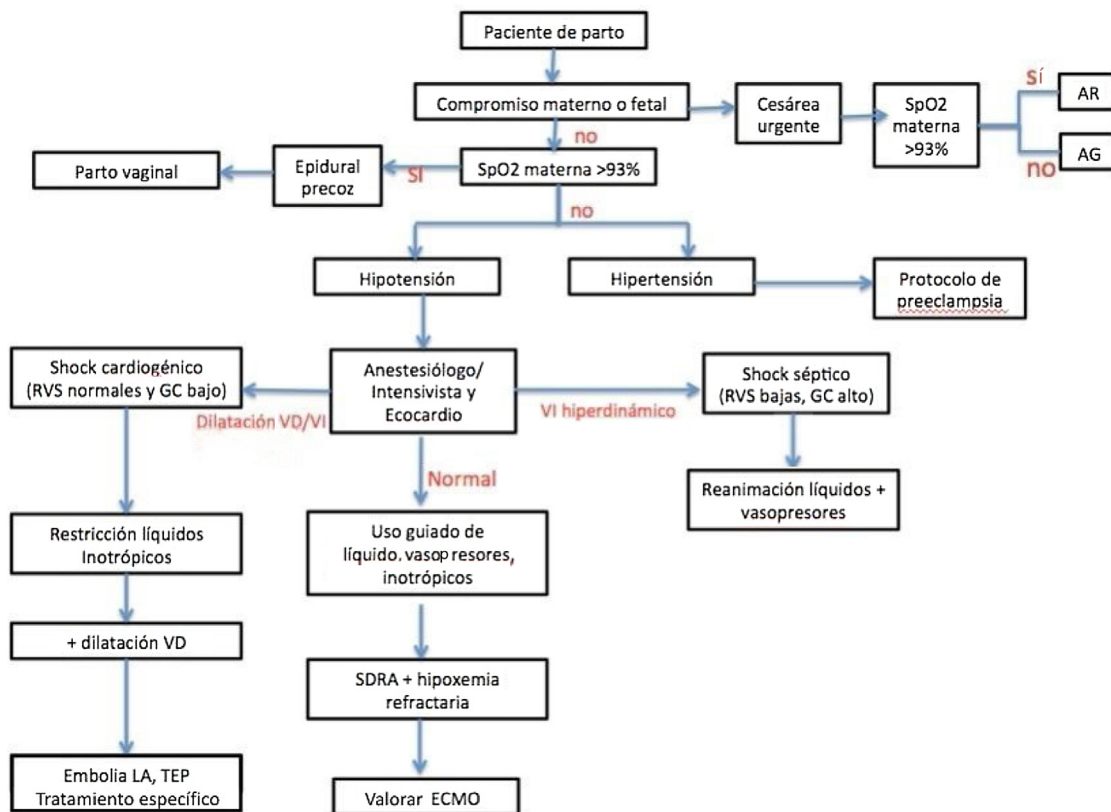 Paciente de parto
Compromiso materno o fetal
Cesárea
urgente
SpO2
materna
>93%
sí
AR
no
AG
no
SpO2 materna >93%
SI
Epidural
precoz
Parto vaginal
no
Hipotensión
Hipertensión
Protocolo de
preeclampsia
Shock cardiogénico
(RVS normales y GC bajo)
Dilatación VD/VI
Anestesiólogo/
Intensivista y
Ecocardio
VI hiperdinámico
Shock séptico
(RVS bajas, GC alto)
Normal
Reanimación líquidos +
vasopresores
Restricción líquidos
Inotrópicos
Uso guiado de
líquido, vasopresores,
inotrópicos
+ dilatación VD
SDRA + hipoxemia
refractaria
Embolia LA, TEP
Tratamiento específico
Valorar ECMO